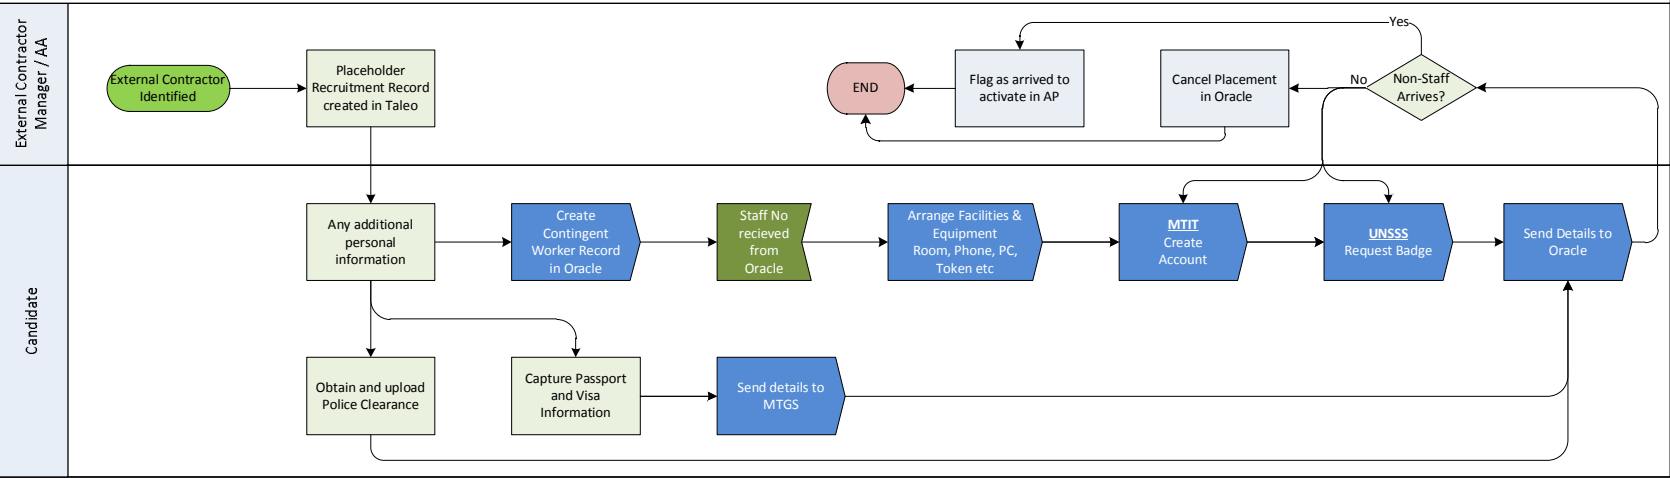 External Contractor
Manager / AA
External Contractor
Identified
Placeholder
Recruitment Record
created in Taleo
END
Flag as arrived to
activate in AP
Cancel Placement
in Oracle
No
Non-Staff
Arrives?
Yes
Candidate
Any additional
personal
information
Create
Contingent
Worker Record
in Oracle
Staff No
recieved
from
Oracle
Arrange Facilities &
Equipment
Room, Phone, PC,
Token etc
MTIT
Create
Account
UNSSS
Request Badge
Send Details to
Oracle
Obtain and upload
Police Clearance
Capture Passport
and Visa
Information
Send details to
MTGS